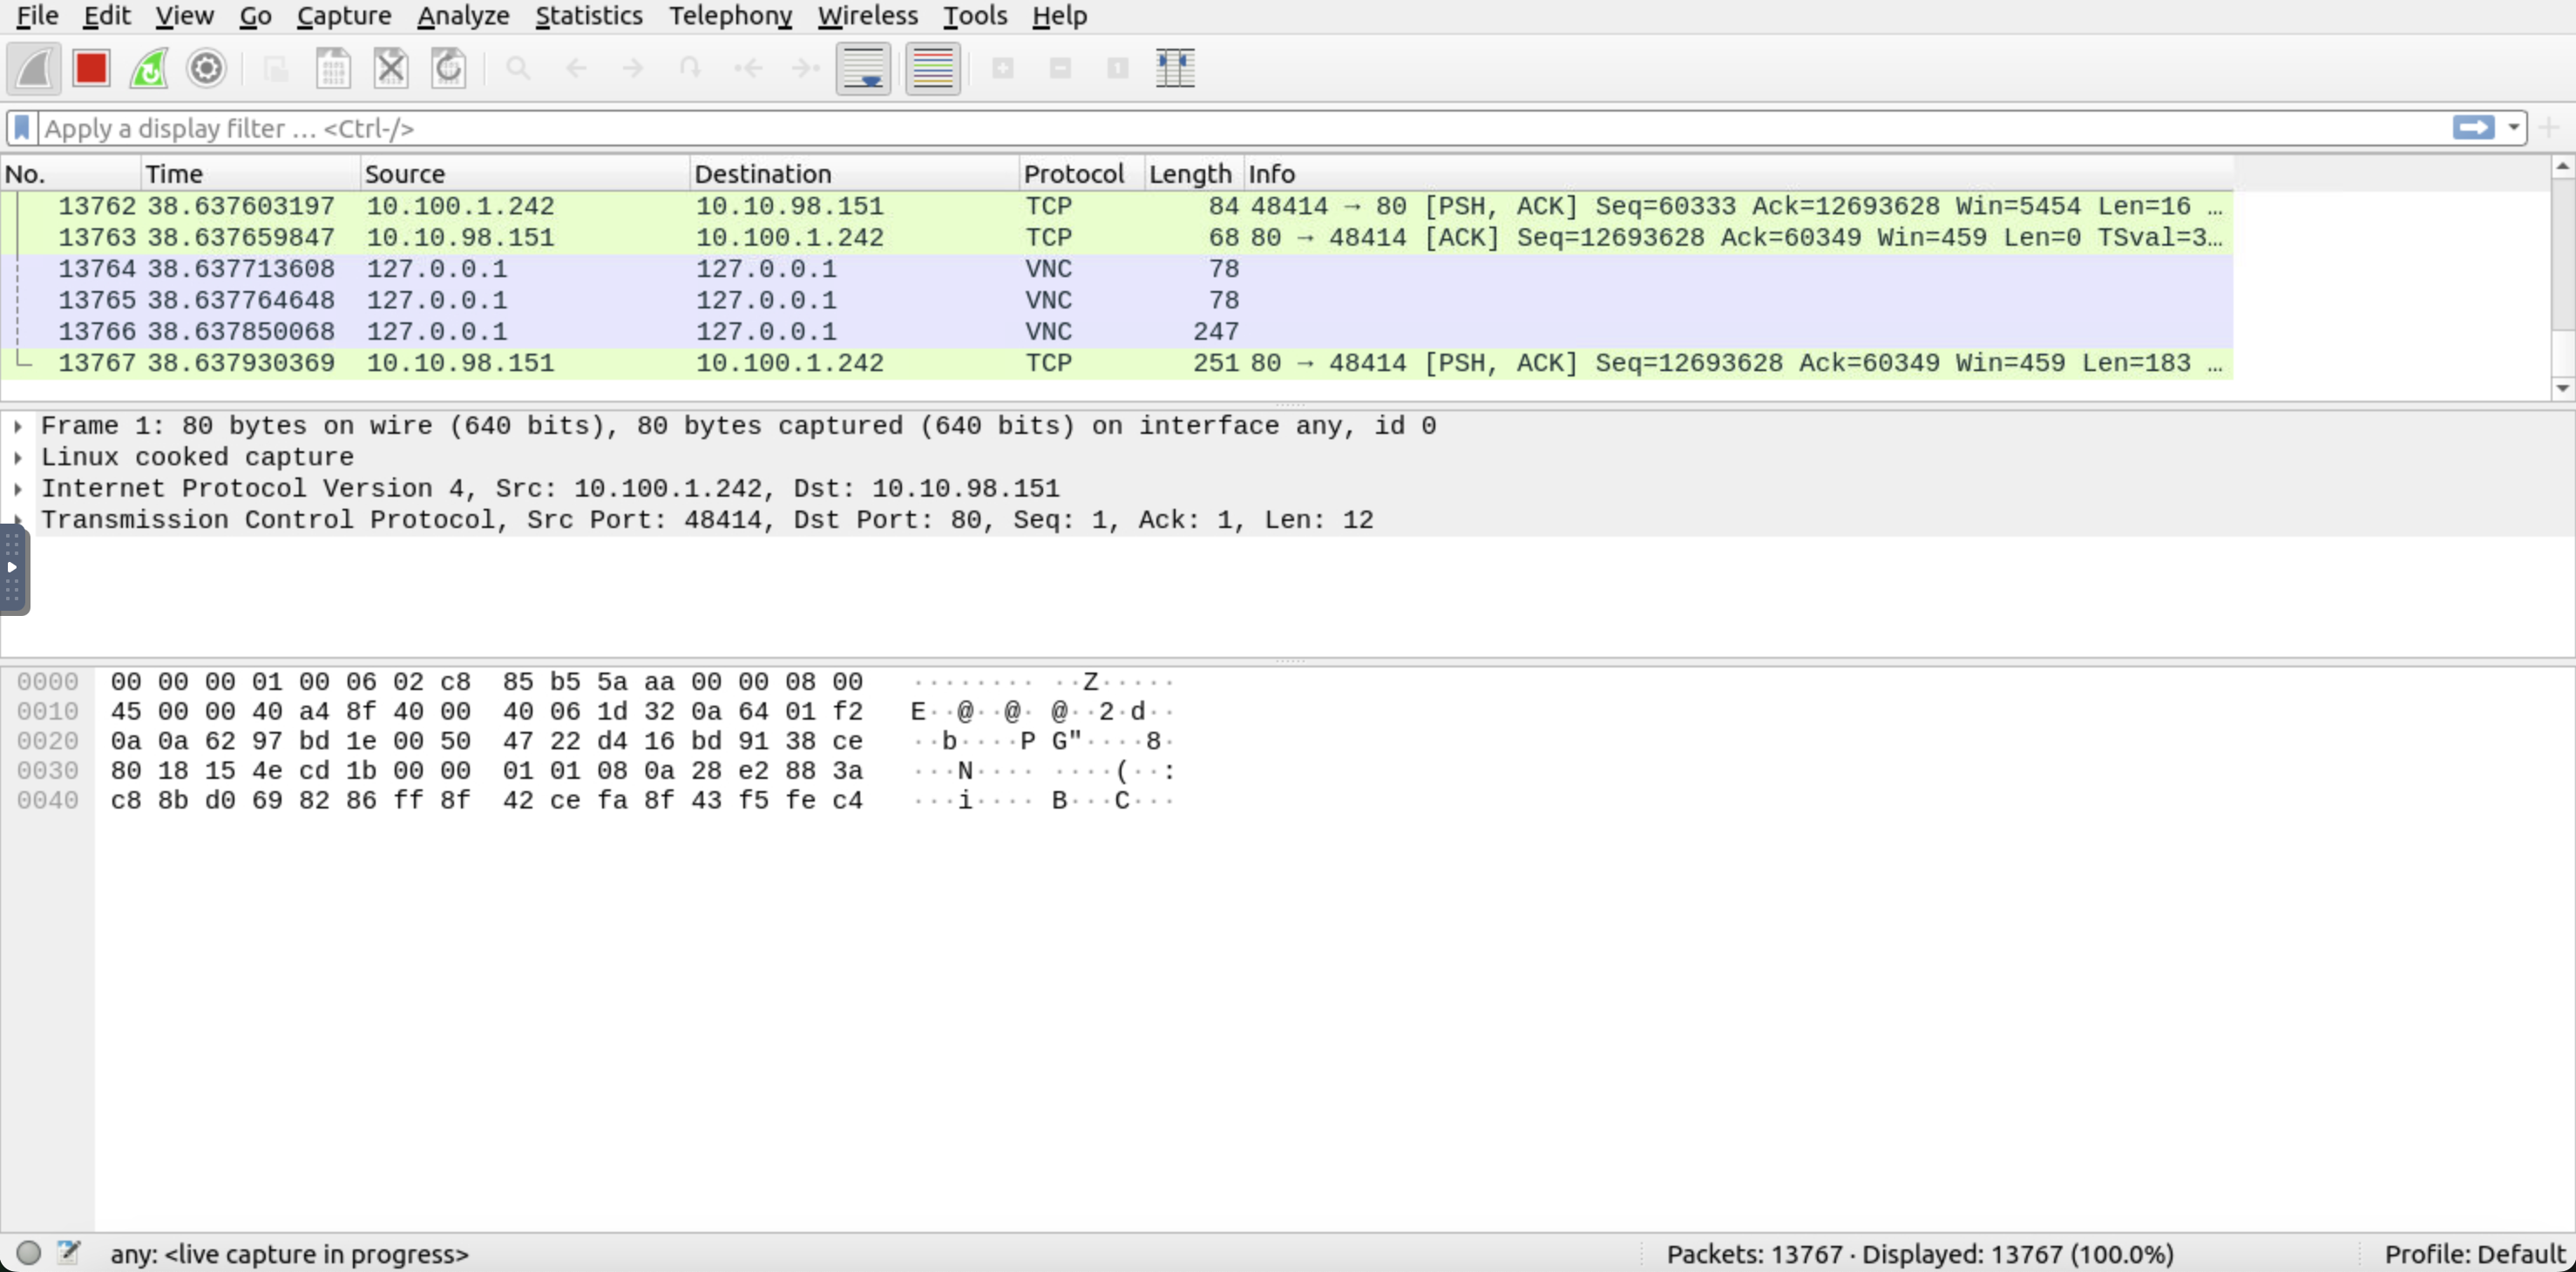 File Edit View Go Capture Analyze Statistics Telephony Wireless Tools Help
Apply a display filter … <Ctrl-/>
No. Time Source Destination Protocol Length Info
13762 38.637603197 10.100.1.242 10.10.98.151 TCP 84 48414 → 80 [PSH, ACK] Seq=60333 Ack=12693628 Win=5454 Len=16 …
13763 38.637659847 10.10.98.151 10.100.1.242 TCP 68 80 → 48414 [ACK] Seq=12693628 Ack=60349 Win=459 Len=0 TSval=3…
13764 38.637713608 127.0.0.1 127.0.0.1 VNC 78
13765 38.637764648 127.0.0.1 127.0.0.1 VNC 78
13766 38.637850068 127.0.0.1 127.0.0.1 VNC 247
13767 38.637930369 10.10.98.151 10.100.1.242 TCP 251 80 → 48414 [PSH, ACK] Seq=12693628 Ack=60349 Win=459 Len=183 …
Frame 1: 80 bytes on wire (640 bits), 80 bytes captured (640 bits) on interface any, id 0
Linux cooked capture
Internet Protocol Version 4, Src: 10.100.1.242, Dst: 10.10.98.151
Transmission Control Protocol, Src Port: 48414, Dst Port: 80, Seq: 1, Ack: 1, Len: 12
0000 00 00 00 01 00 06 02 c8 85 b5 5a aa 00 00 08 00 ········ ··Z·····
0010 45 00 00 40 a4 8f 40 00 40 06 1d 32 0a 64 01 f2 E··@··@· @··2·d··
0020 0a 0a 62 97 bd 1e 00 50 47 22 d4 16 bd 91 38 ce ··b····P G"····8·
0030 80 18 15 4e cd 1b 00 00 01 01 08 0a 28 e2 88 3a ···N···· ····(··:
0040 c8 8b d0 69 82 86 ff 8f 42 ce fa 8f 43 f5 fe c4 ···i···· B···C···
any: <live capture in progress> Packets: 13767 · Displayed: 13767 (100.0%) Profile: Default